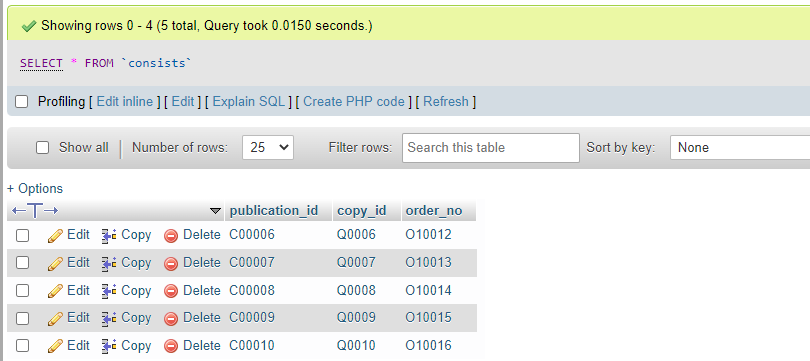 Showing rows 0 - 4 (5 total, Query took 0.0150 seconds.)
SELECT * FROM `consists`
Profiling [ Edit inline ] [ Edit ] [ Explain SQL ] [ Create PHP code ] [ Refresh ]
Show all Number of rows: 25 Filter rows: Search this table Sort by key: None
+ Options
publication_id copy_id order_no
Edit Copy Delete C00006 Q0006 O10012
Edit Copy Delete C00007 Q0007 O10013
Edit Copy Delete C00008 Q0008 O10014
Edit Copy Delete C00009 Q0009 O10015
Edit Copy Delete C00010 Q0010 O10016